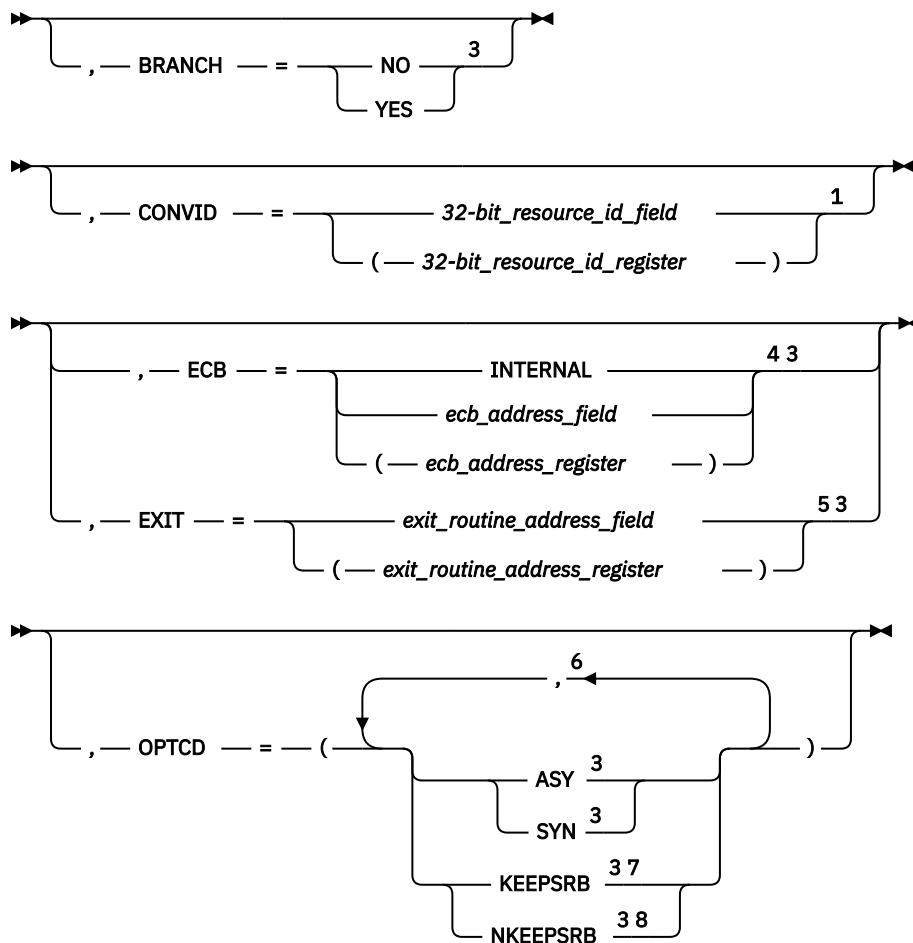 , BRANCH = NO 3
YES
, CONVID = 32-bit_resource_id_field 1
( 32-bit_resource_id_register )
, ECB = INTERNAL 4 3
ecb_address_field
( ecb_address_register )
, EXIT = exit_routine_address_field 5 3
( exit_routine_address_register )
, 6
, OPTCD = ( )
ASY 3
SYN 3
KEEPSRB 3 7
NKEEPSRB 3 8